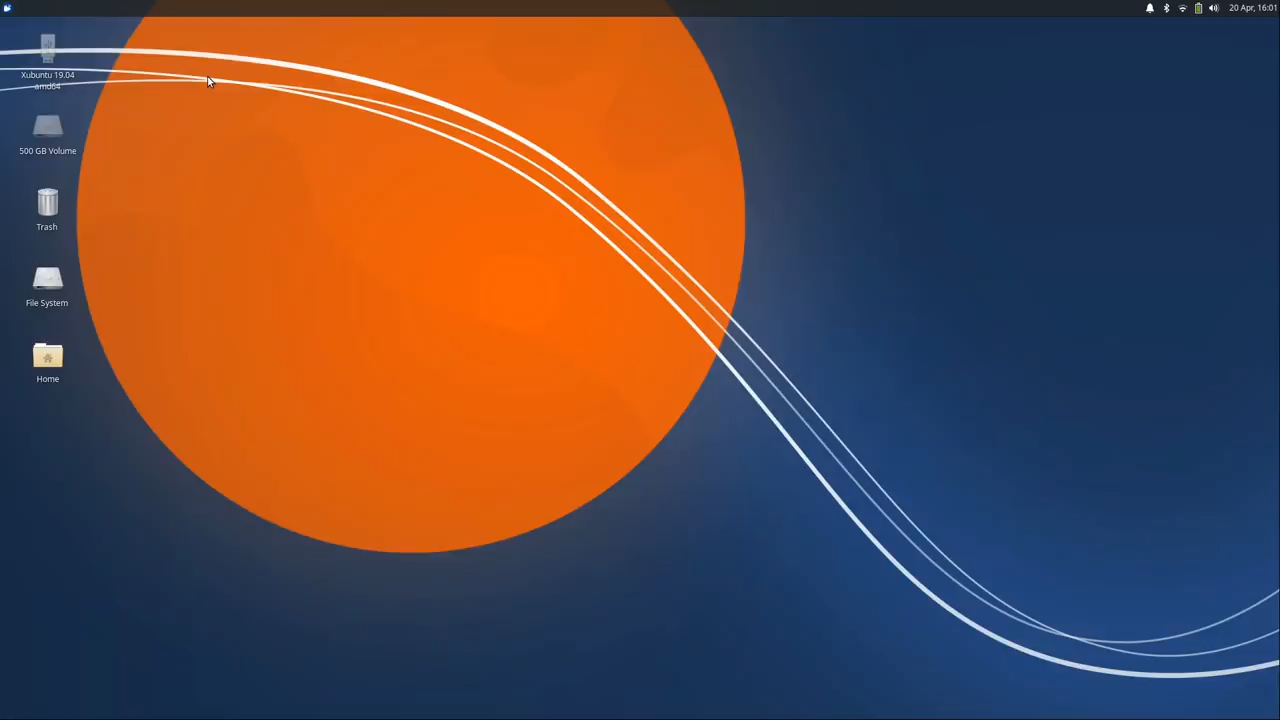 20 Apr, 16:01
Xubuntu 19.04
amd64
500 GB Volume
Trash
File System
Home